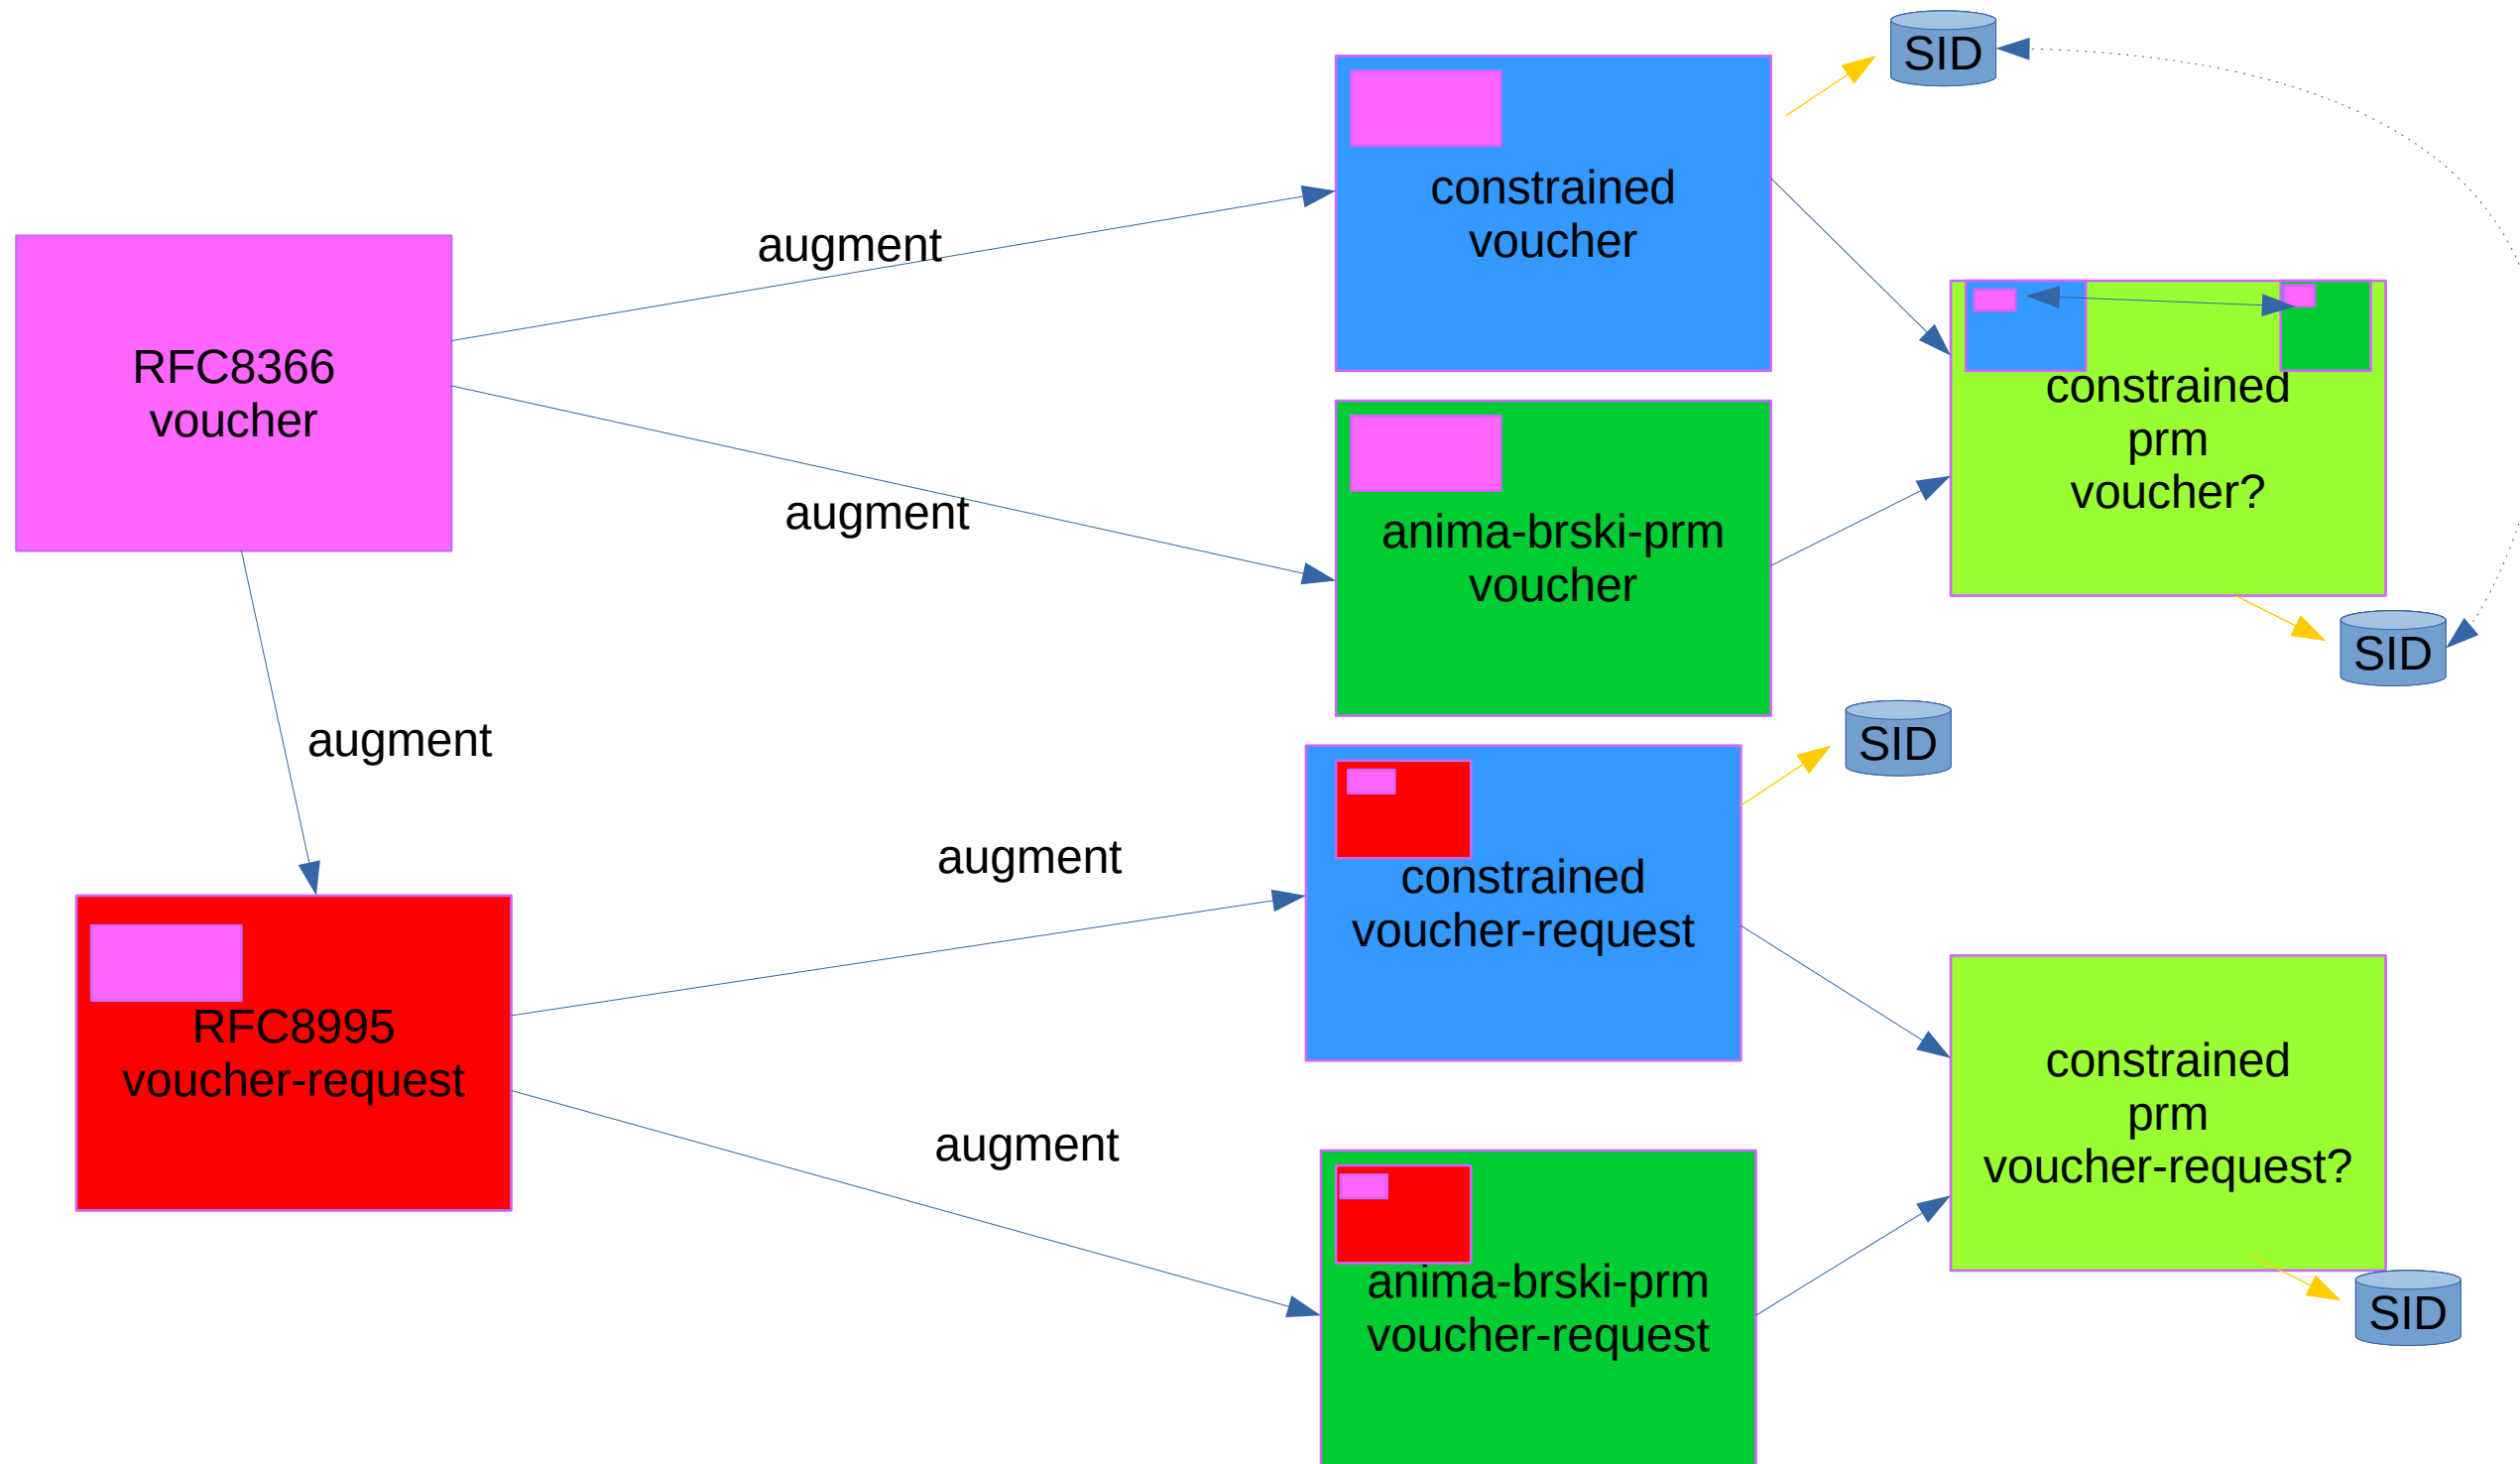 SID
constrained
voucher
augment
RFC8366
voucher
constrained
prm
voucher?
augment
anima-brski-prm
voucher
SID
augment
SID
augment
constrained
voucher-request
RFC8995
voucher-request
constrained
prm
voucher-request?
augment
anima-brski-prm
voucher-request
SID